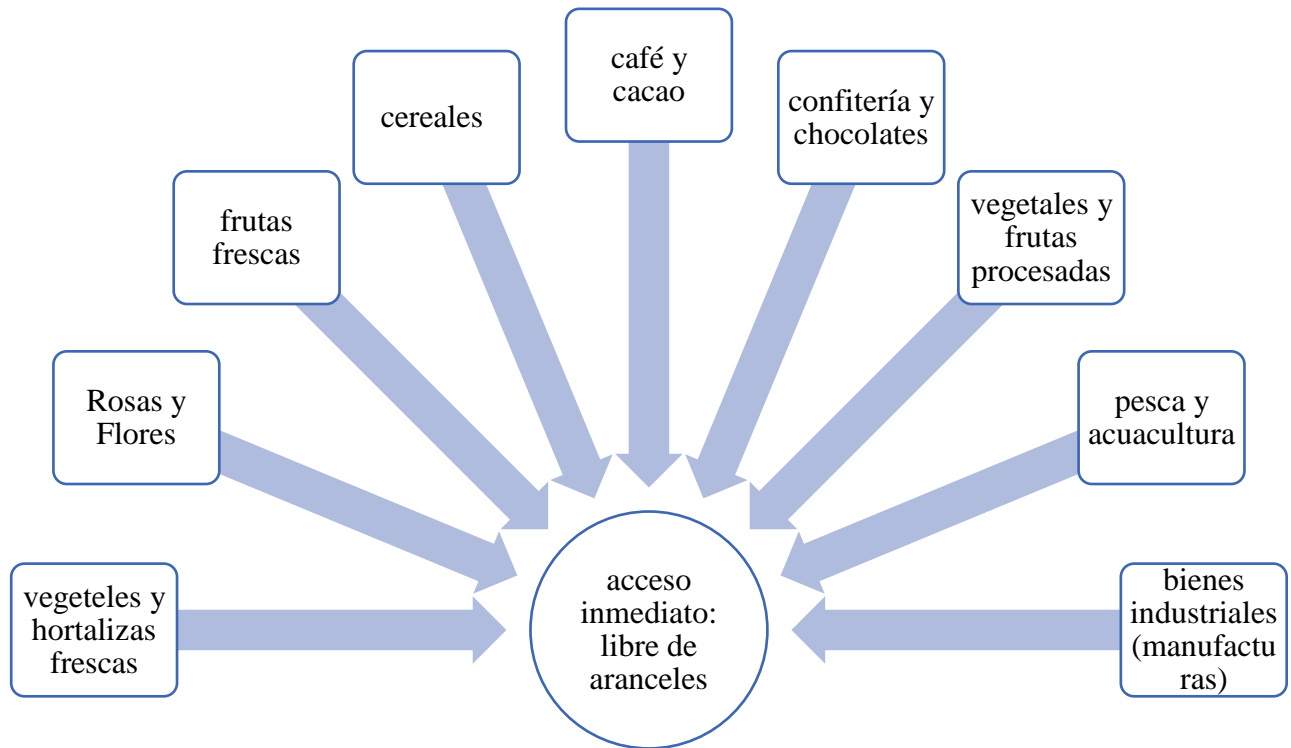 café y
cacao
cereales
confitería y
chocolates
frutas
frescas
vegetales y
frutas
procesadas
Rosas y
Flores
pesca y
acuacultura
vegeteles y
hortalizas
frescas
acceso
inmediato:
libre de
aranceles
bienes
industriales
(manufactu
ras)